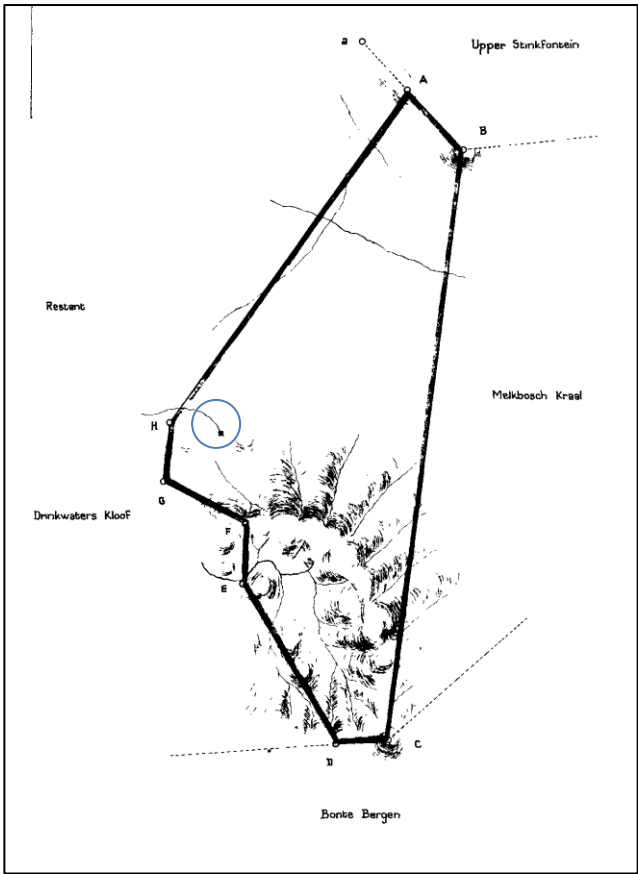 a
Upper Stinkfontein
A
B
Restant
Melkbosch Kraal
H
G
Drinkwaters Kloof
F
E
C
D
Bonte Bergen